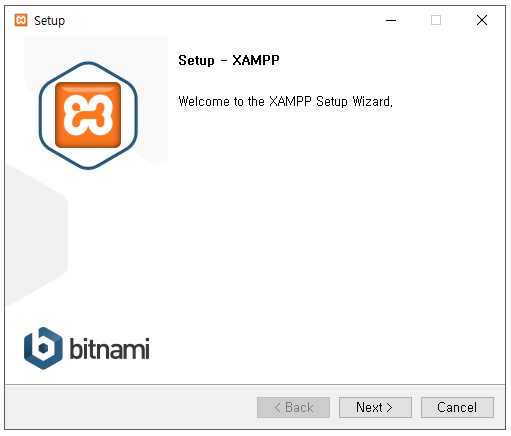 Setup
Setup - XAMPP
Welcome to the XAMPP Setup Wizard.
bitnami
< Back
Next >
Cancel